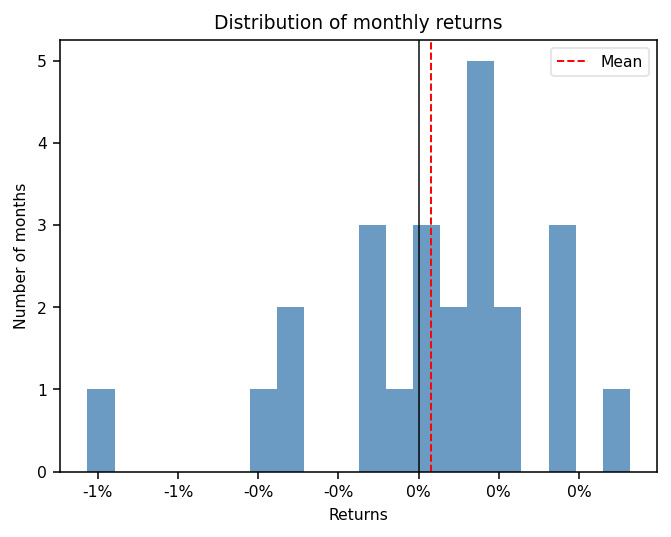 Distribution of monthly returns
Mean
5
4
3
2
1
0
Number of months
-1% -1% -0% -0% 0% 0% 0%
Returns